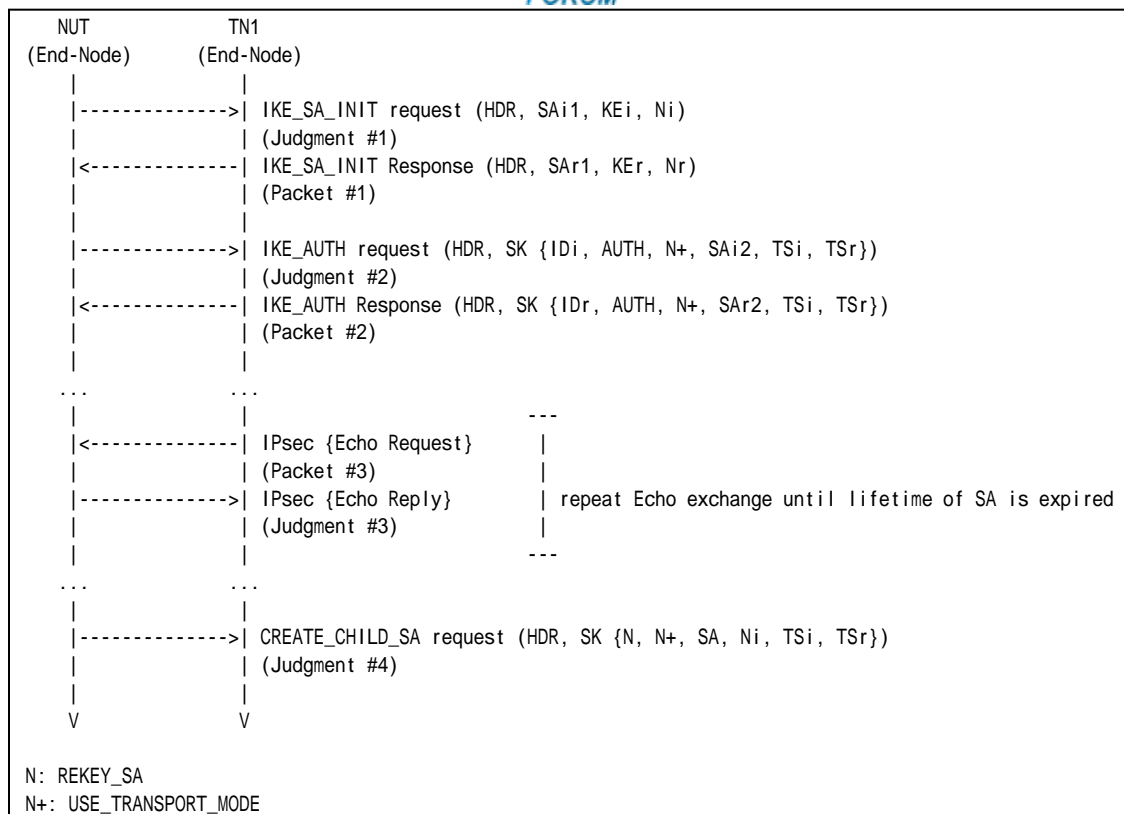 FORUM
NUT TN1
(End-Node) (End-Node)
| |
|-------------->| IKE_SA_INIT request (HDR, SAi1, KEi, Ni)
| | (Judgment #1)
|<--------------| IKE_SA_INIT Response (HDR, SAr1, KEr, Nr)
| | (Packet #1)
| |
|-------------->| IKE_AUTH request (HDR, SK {IDi, AUTH, N+, SAi2, TSi, TSr})
| | (Judgment #2)
|<--------------| IKE_AUTH Response (HDR, SK {IDr, AUTH, N+, SAr2, TSi, TSr})
| | (Packet #2)
| |
... ...
| | ---
|<--------------| IPsec {Echo Request} |
| | (Packet #3) |
|-------------->| IPsec {Echo Reply} | repeat Echo exchange until lifetime of SA is expired
| | (Judgment #3) |
| | ---
... ...
| |
|-------------->| CREATE_CHILD_SA request (HDR, SK {N, N+, SA, Ni, TSi, TSr})
| | (Judgment #4)
| |
V V
N: REKEY_SA
N+: USE_TRANSPORT_MODE